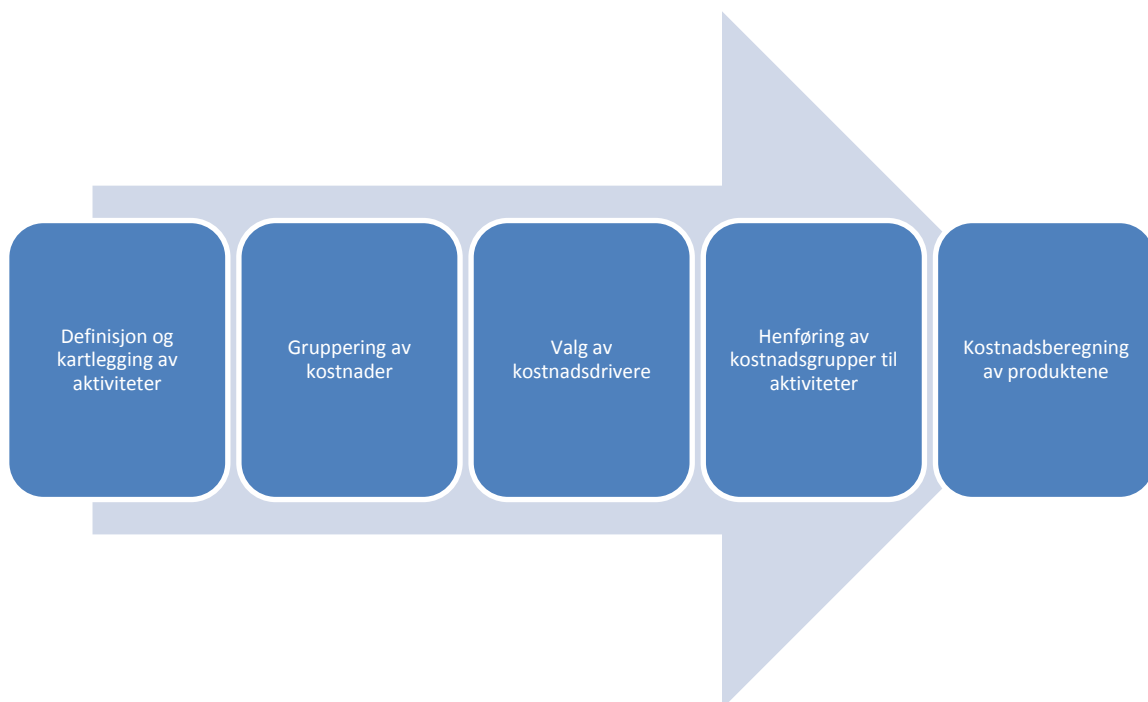 Definisjon og
kartlegging av
aktiviteter
Gruppering av
kostnader
Valg av
kostnadsdrivere
Henføring av
kostnadsgrupper til
aktiviteter
Kostnadsberegning
av produktene